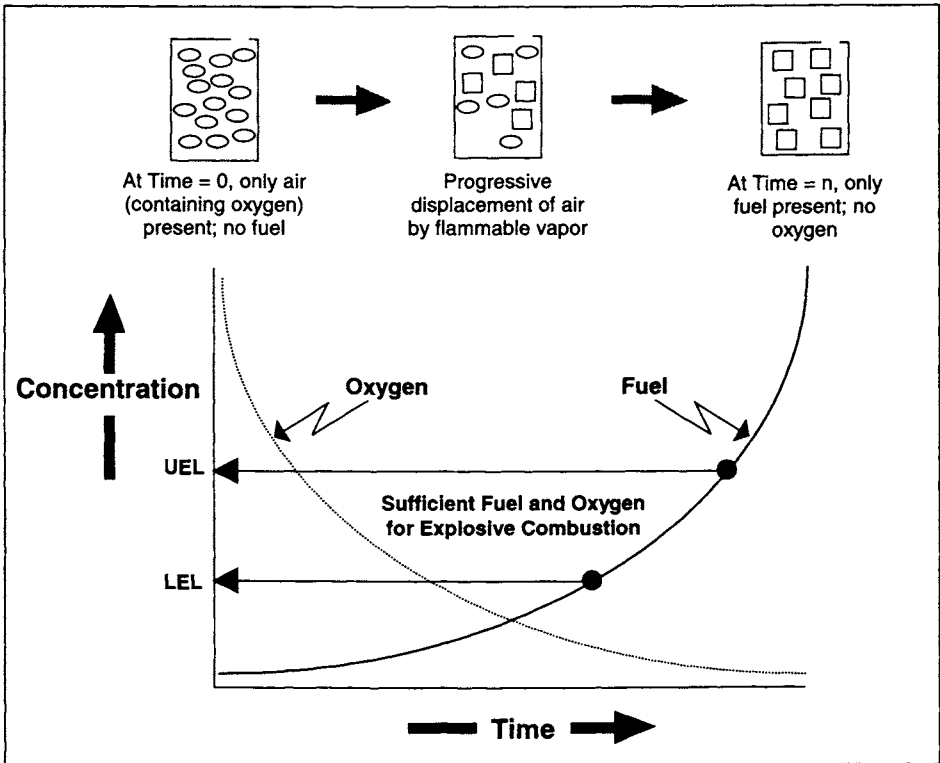 At Time = 0, only air
(containing oxygen)
present; no fuel
Progressive
displacement of air
by flammable vapor
At Time = n, only
fuel present; no
oxygen
Concentration
Oxygen
Fuel
UEL
Sufficient Fuel and Oxygen
for Explosive Combustion
LEL
Time